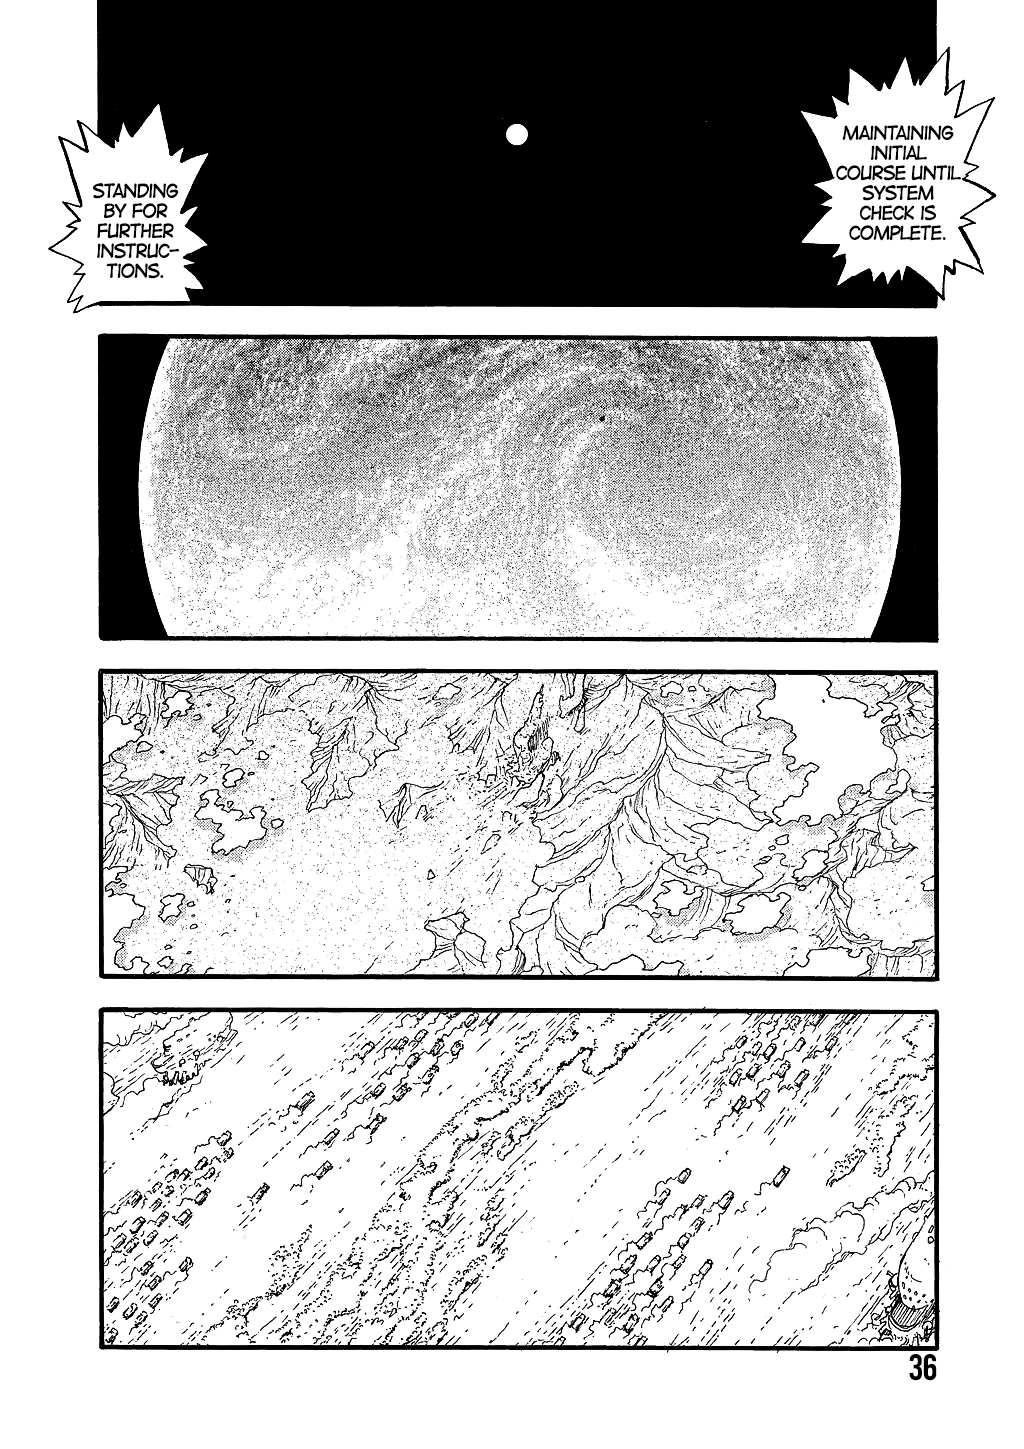 MAINTAINING
INITIAL
COURSE UNTIL
SYSTEM
CHECK IS
COMPLETE.
STANDING
BY FOR
FURTHER
INSTRUC-
TIONS.
36